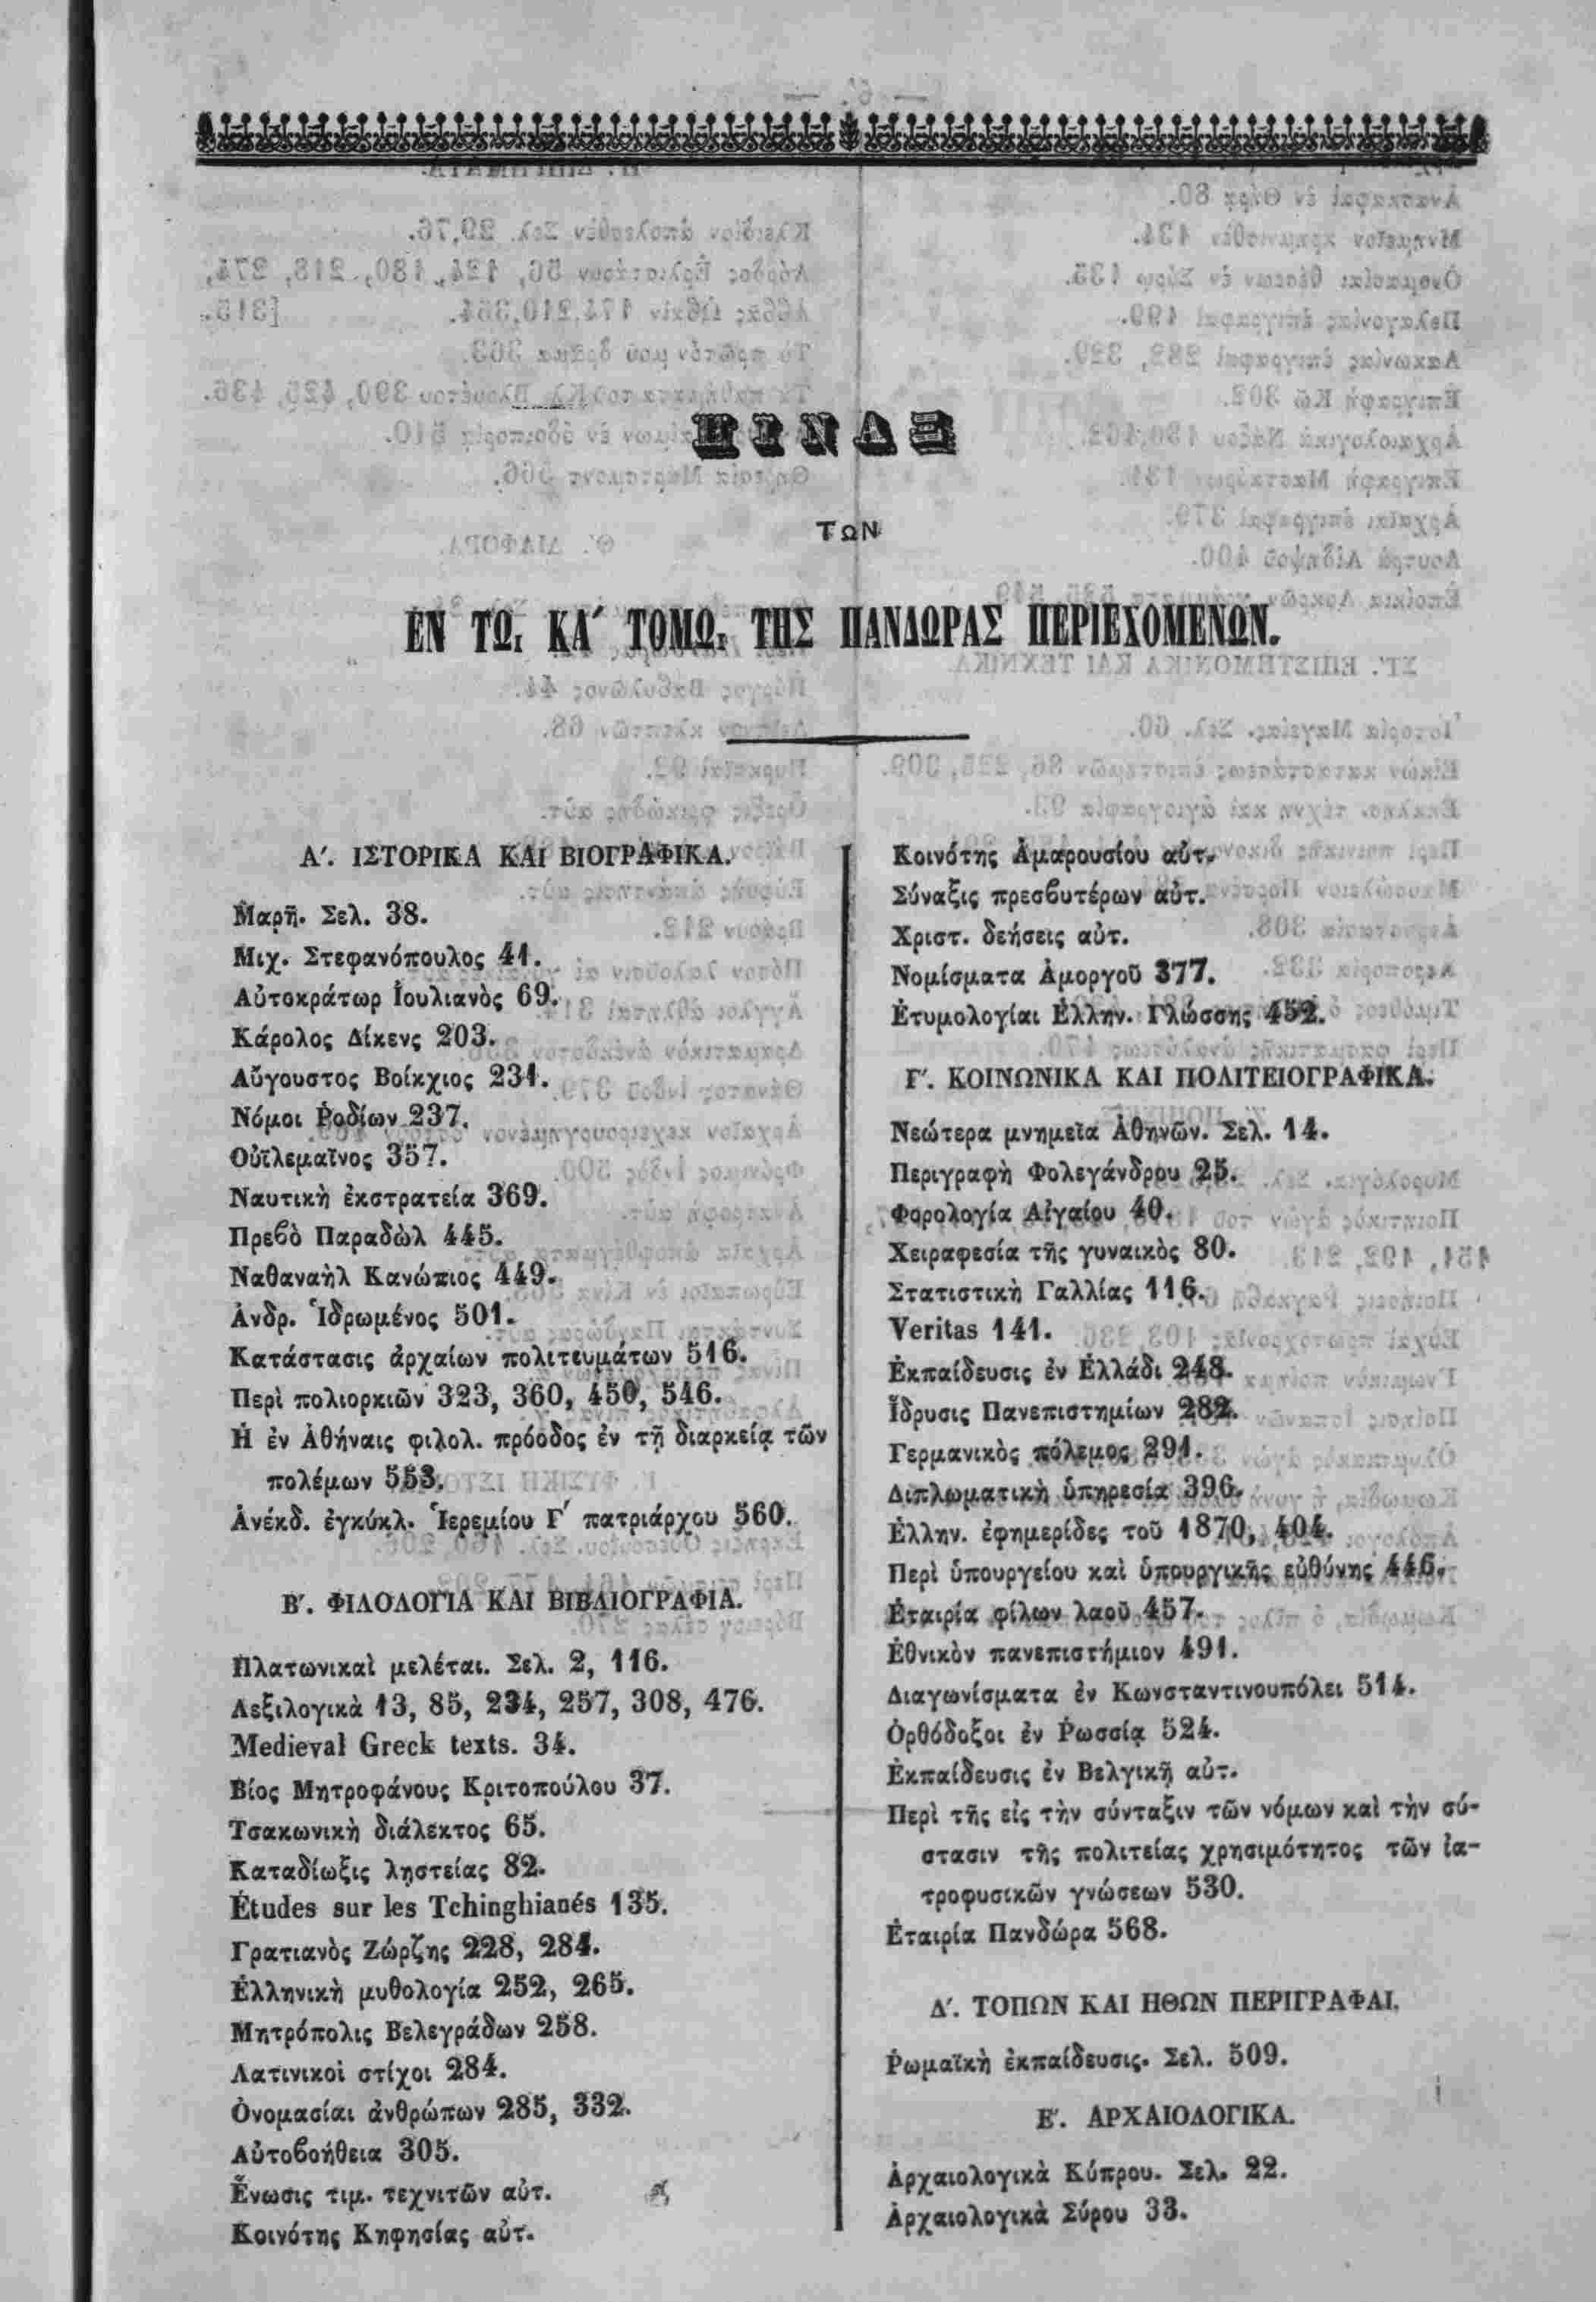 ΠΙΝΑΞ
ΤΩΝ
ΕΝ ΤΩι ΚΑ΄ ΤΟΜΩι ΤΗΣ ΠΑΝΔΩΡΑΣ ΠΕΡΙΕΧΟΜΕΝΩΝ.
Α΄. ΙΣΤΟΡΙΚΑ ΚΑΙ ΒΙΟΓΡΑΦΙΚΑ.
Μαρῆ. Σελ. 38.
Μιχ. Στεφανόπουλος 41.
Αὐτοκράτωρ Ἰουλιανὸς 69.
Κάρολος Δίκενς 203.
Αὔγουστος Βοίκχιος 231.
Νόμοι Ῥοδίων 237.
Οὐϊλεμαῖνος 357.
Ναυτικὴ ἐκστρατεία 369.
Πρεϐὸ Παραδὼλ 445.
Ναθαναὴλ Κανώπιος 449.
Ἀνδρ. Ἱδρωμένος 501.
Κατάστασις ἀρχαίων πολιτευμάτων 516.
Περὶ πολιορκιῶν 323, 360, 450, 546.
Ἡ ἐν Ἀθήναις φιλολ. πρόοδος ἐν τῇ διαρκείᾳ τῶν
πολέμων 553.
Ἀνέκδ. ἐγκύκλ. Ἱερεμίου Γ΄ πατριάρχου 560.
Β΄. ΦΙΛΟΛΟΓΙΑ ΚΑΙ ΒΙΒΛΙΟΓΡΑΦΙΑ.
Πλατωνικαὶ μελέται. Σελ. 2, 116.
Λεξιλογικὰ 13, 85, 234, 257, 308, 476.
Medieval Greck texts. 34.
Βίος Μητροφάνους Κριτοπούλου 37.
Τσακωνικὴ διάλεκτος 65.
Καταδίωξις λῃστείας 82.
Études sur les Tchinghianés 135.
Γρατιανὸς Ζώρζης 228, 284.
Ἑλληνικὴ μυθολογία 252, 265.
Μητρόπολις Βελεγράδων 258.
Λατινικοὶ στίχοι 284.
Ὀνομασίαι ἀνθρώπων 285, 332.
Αὐτοϐοήθεια 305.
Ἕνωσις τιμ. τεχνιτῶν αὐτ.
Κοινότης Κηφησίας αὐτ.
Κοινότης Ἀμαρουσίου αὐτ.
Σύναξις πρεσϐυτέρων αὐτ.
Χριστ. δεήσεις αὐτ.
Νομίσματα Ἀμοργοῦ 377.
Ἐτυμολογίαι Ἑλλην. Γλώσσης 452.
Γ΄. ΚΟΙΝΩΝΙΚΑ ΚΑΙ ΠΟΛΙΤΕΙΟΓΡΑΦΙΚΑ.
Νεώτερα μνημεῖα Ἀθηνῶν. Σελ. 14.
Περιγραφὴ Φολεγάνδρου 25.
Φορολογία Αἰγαίου 40.
Χειραφεσία τῆς γυναικὸς 80.
Στατιστικὴ Γαλλίας 116.
Veritas 141.
Ἐκπαίδευσις ἐν Ἑλλάδι 248.
Ἵδρυσις Πανεπιστημίων 282.
Γερμανικὸς πόλεμος 291.
Διπλωματικὴ ὑπηρεσία 396.
Ἑλλην. ἐφημερίδες τοῦ 1870, 404.
Περὶ ὑπουργείου καὶ ὑπουργικῆς εὐθύνης 446.
Ἑταιρία φίλων λαοῦ 457.
Ἐθνικὸν πανεπιστήμιον 491.
Διαγωνίσματα ἐν Κωνσταντινουπόλει 514.
Ὀρθόδοξοι ἐν Ῥωσσίᾳ 524.
Ἐκπαίδευσις ἐν Βελγικῇ αὐτ.
Περὶ τῆς εἰς τὴν σύνταξιν τῶν νόμων καὶ τὴν σύ-
στασιν τῆς πολιτείας χρησιμότητος τῶν ἰα-
τροφυσικῶν γνώσεων 530.
Ἑταιρία Πανδώρα 568.
Δ΄. ΤΟΠΩΝ ΚΑΙ ΗΘΩΝ ΠΕΡΙΓΡΑΦΑΙ.
Ῥωμαϊκὴ ἐκπαίδευσις. Σελ. 509.
Ε΄. ΑΡΧΑΙΟΛΟΓΙΚΑ.
Ἀρχαιολογικὰ Κύπρου. Σελ. 22.
Ἀρχαιολογικὰ Σύρου 33.